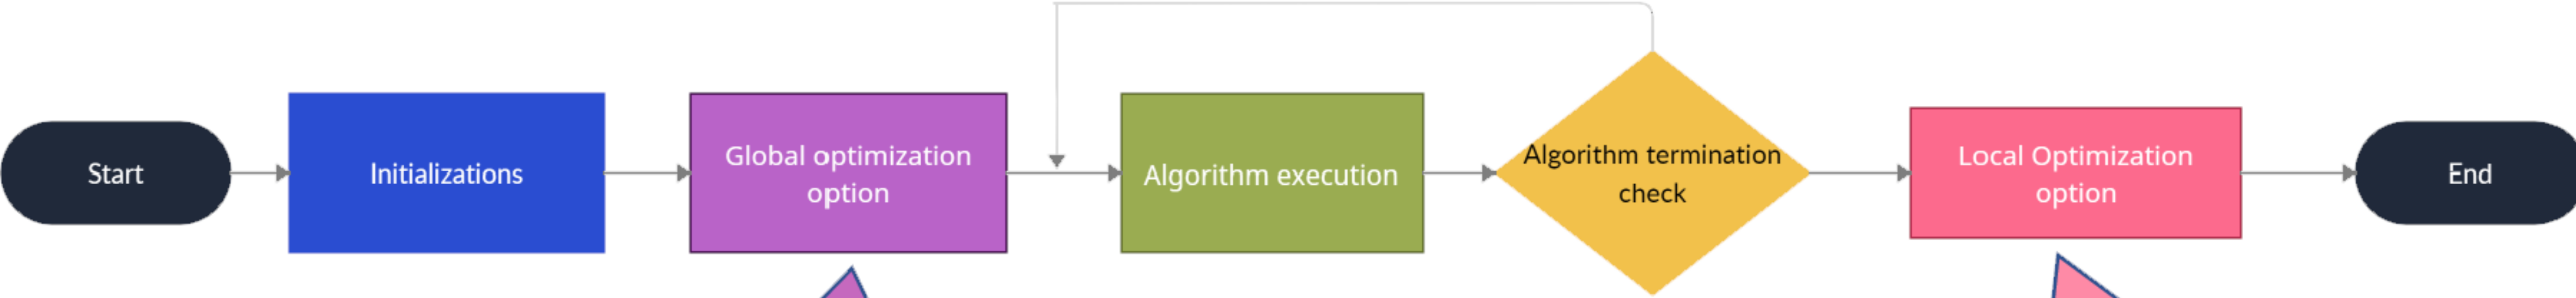 Start
Initializations
Global optimization
option
Algorithm execution
Algorithm termination
check
Local Optimization
option
End